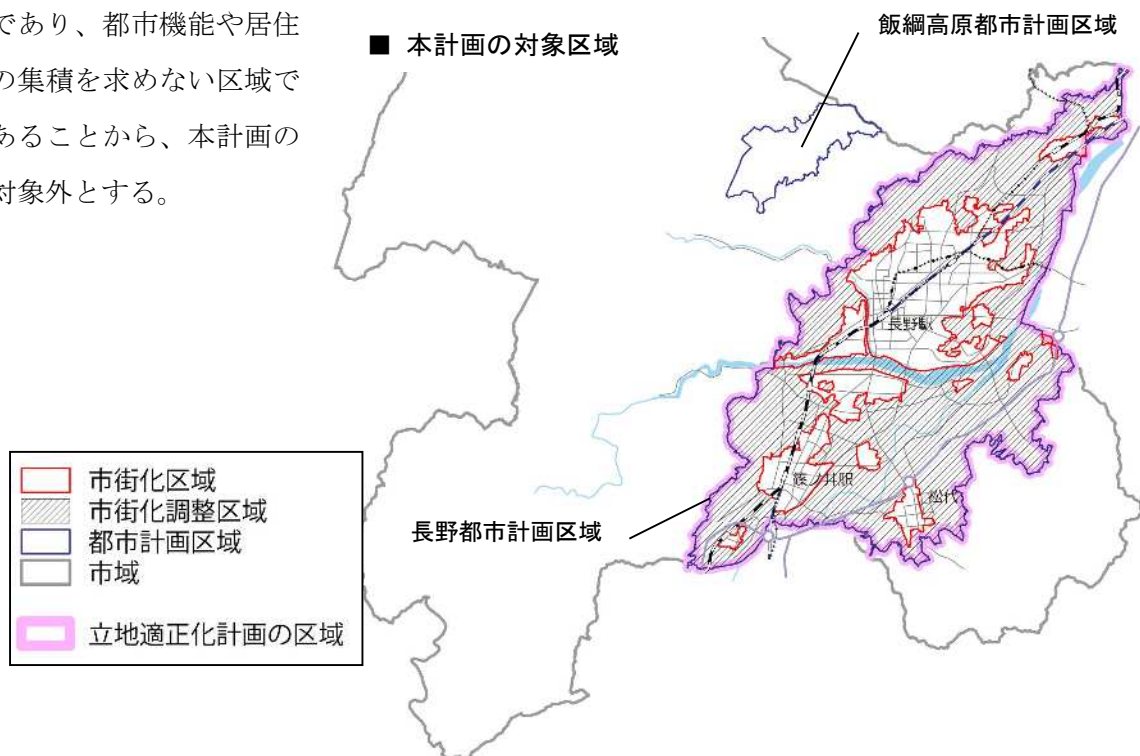 であり、都市機能や居住
の集積を求めない区域で
あることから、本計画の
対象外とする。
■ 本計画の対象区域
飯綱高原都市計画区域
長野駅
篠ノ井駅
松代
長野都市計画区域
市街化区域
市街化調整区域
都市計画区域
市域
立地適正化計画の区域